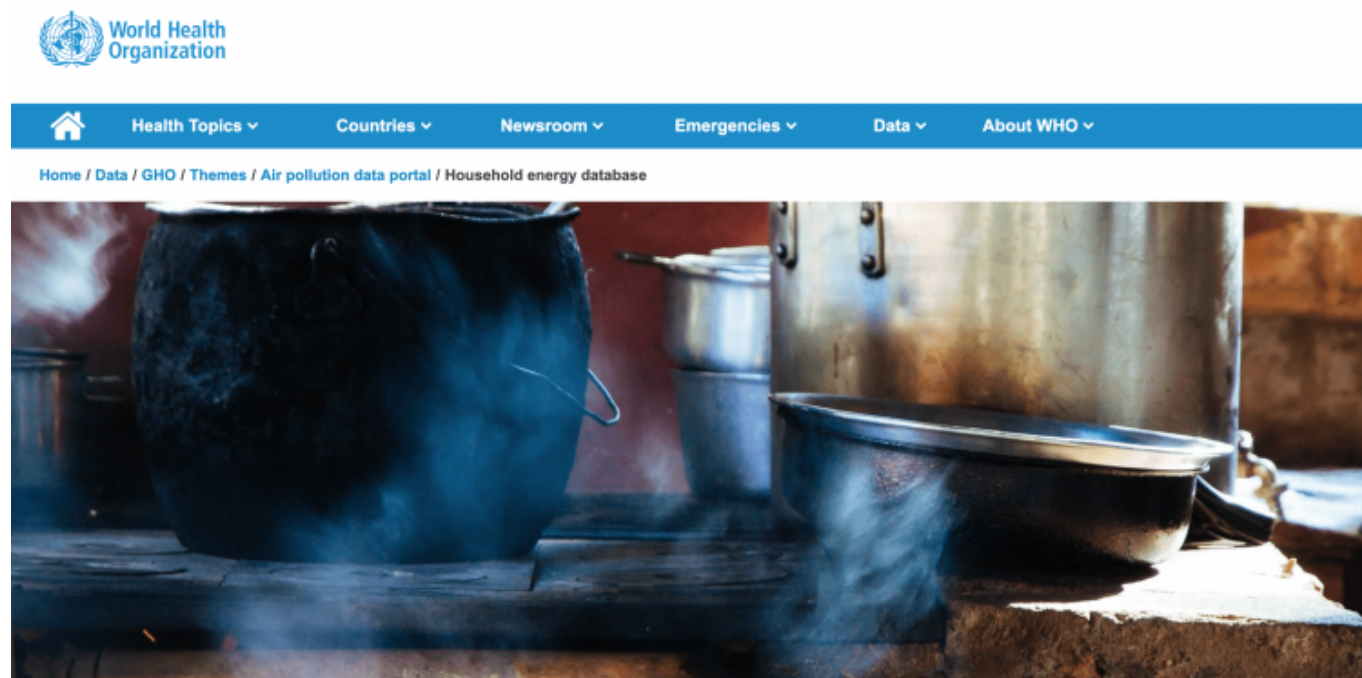 World Health
Organization
Health Topics Countries Newsroom Emergencies Data About WHO
Home / Data / GHO / Themes / Air pollution data portal / Household energy database